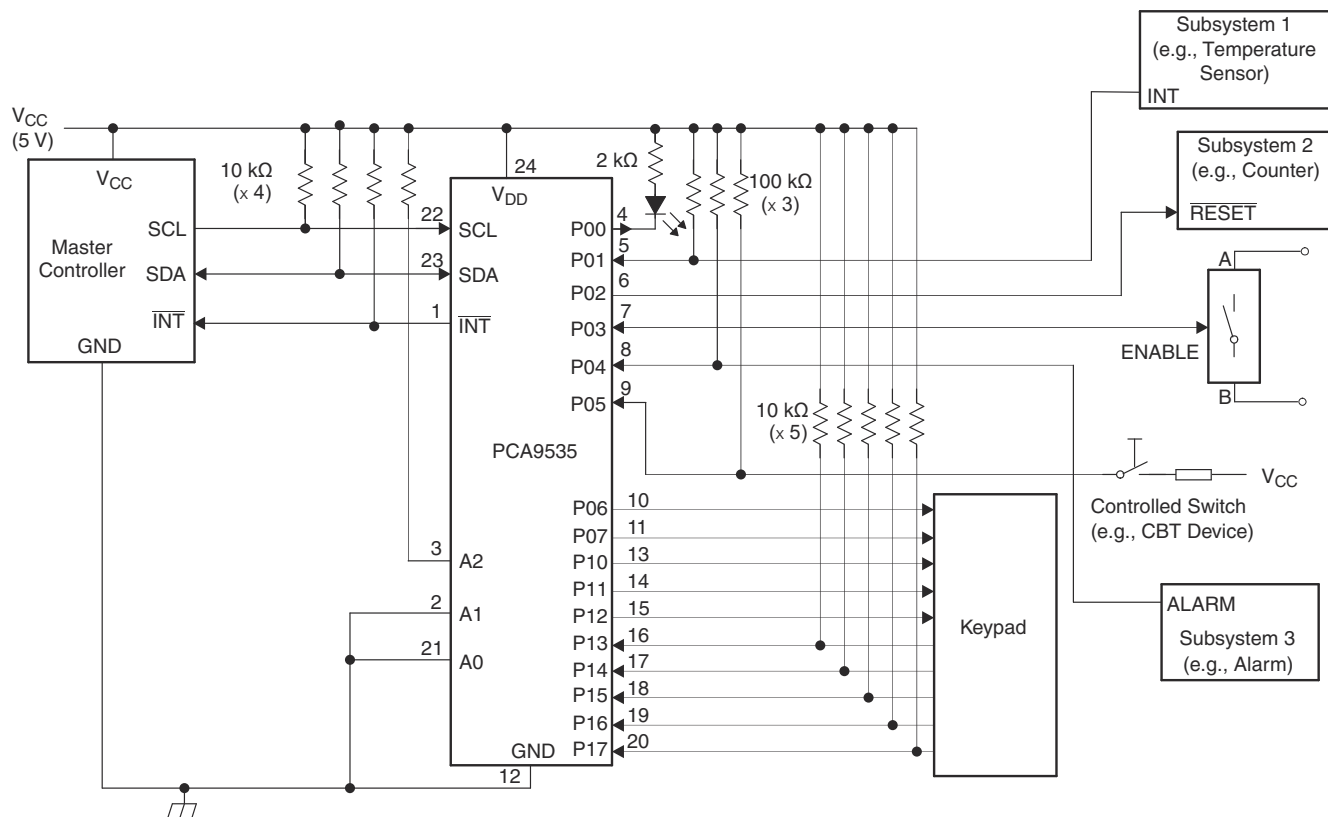 Subsystem 1
(e.g., Temperature
Sensor)
INT
VCC
(5 V)
Subsystem 2
(e.g., Counter)
RESET
VCC
Master
Controller
SCL
SDA
INT
GND
10 kΩ
(x 4)
24
VDD
22
SCL
23
SDA
1
INT
3
A2
2
A1
21
A0
PCA9535
GND
12
2 kΩ
100 kΩ
(x 3)
P00
4
P01
5
P02
6
P03
7
P04
8
P05
9
P06
10
P07
11
P10
13
P11
14
P12
15
P13
16
P14
17
P15
18
P16
19
P17
20
10 kΩ
(x 5)
A
ENABLE
B
VCC
Controlled Switch
(e.g., CBT Device)
Keypad
ALARM
Subsystem 3
(e.g., Alarm)